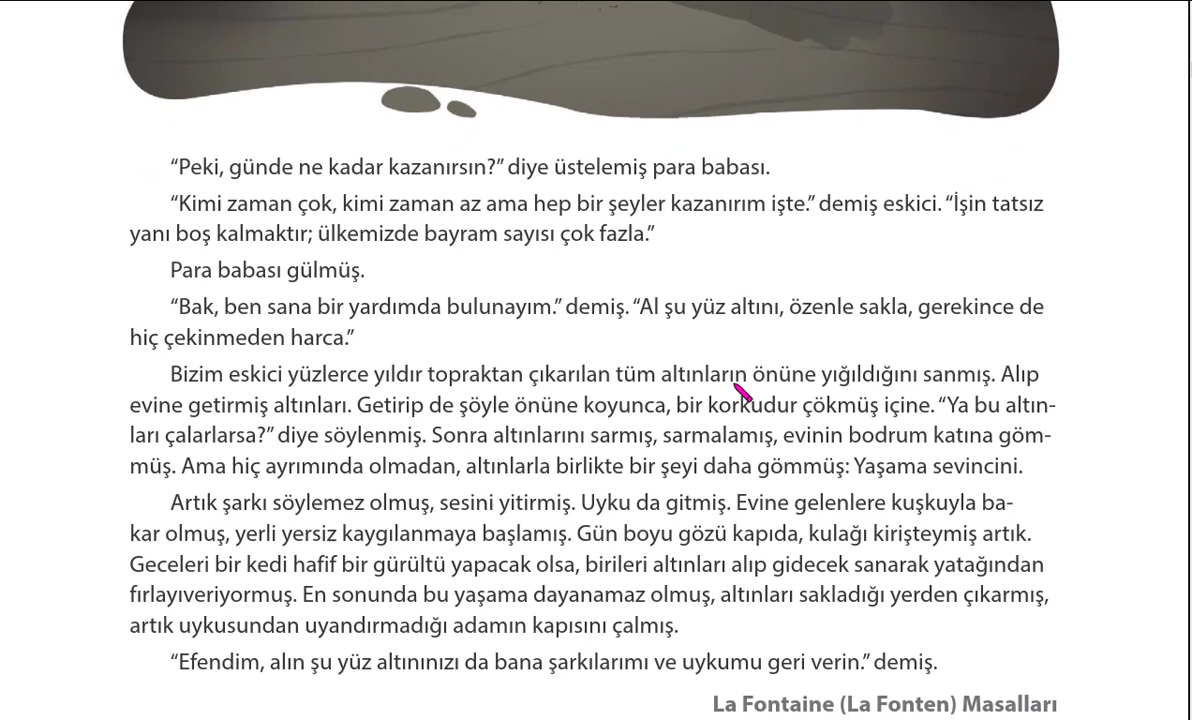 “Peki, günde ne kadar kazanırsın?” diye üstelemiş para babası.
“Kimi zaman çok, kimi zaman az ama hep bir şeyler kazanırım işte.” demiş eskici. “İşin tatsız
yanı boş kalmaktır; ülkemizde bayram sayısı çok fazla.”
Para babası gülmüş.
“Bak, ben sana bir yardımda bulunayım.” demiş. “Al şu yüz altını, özenle sakla, gerekince de
hiç çekinmeden harca.”
Bizim eskici yüzlerce yıldır topraktan çıkarılan tüm altınların önüne yığıldığını sanmış. Alıp
evine getirmiş altınları. Getirip de şöyle önüne koyunca, bir korkudur çökmüş içine. “Ya bu altın-
ları çalarlarsa?” diye söylenmiş. Sonra altınlarını sarmış, sarmalamış, evinin bodrum katına göm-
müş. Ama hiç ayrımında olmadan, altınlarla birlikte bir şeyi daha gömmüş: Yaşama sevincini.
Artık şarkı söylemez olmuş, sesini yitirmiş. Uyku da gitmiş. Evine gelenlere kuşkuyla ba-
kar olmuş, yerli yersiz kaygılanmaya başlamış. Gün boyu gözü kapıda, kulağı kirişteymiş artık.
Geceleri bir kedi hafif bir gürültü yapacak olsa, birileri altınları alıp gidecek sanarak yatağından
fırlayıveriyormuş. En sonunda bu yaşama dayanamaz olmuş, altınları sakladığı yerden çıkarmış,
artık uykusundan uyandırmadığı adamın kapısını çalmış.
“Efendim, alın şu yüz altınınızı da bana şarkılarımı ve uykumu geri verin.” demiş.
La Fontaine (La Fonten) Masalları